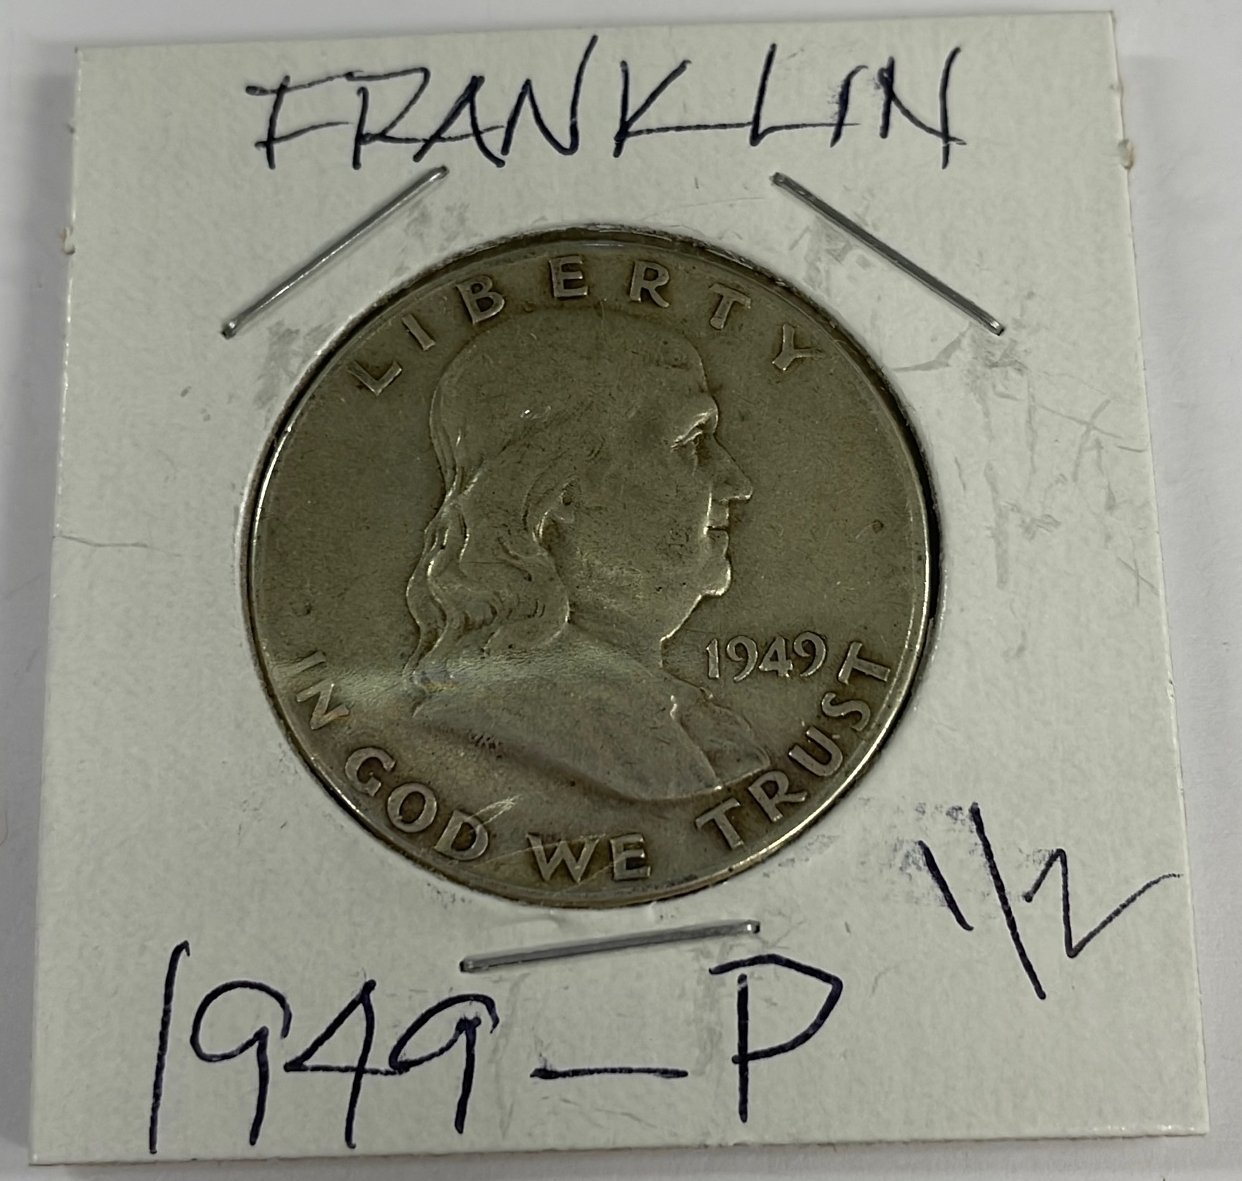 FRANKLIN
LIBERTY
1949
IN GOD WE TRUST
1/2
1949-P